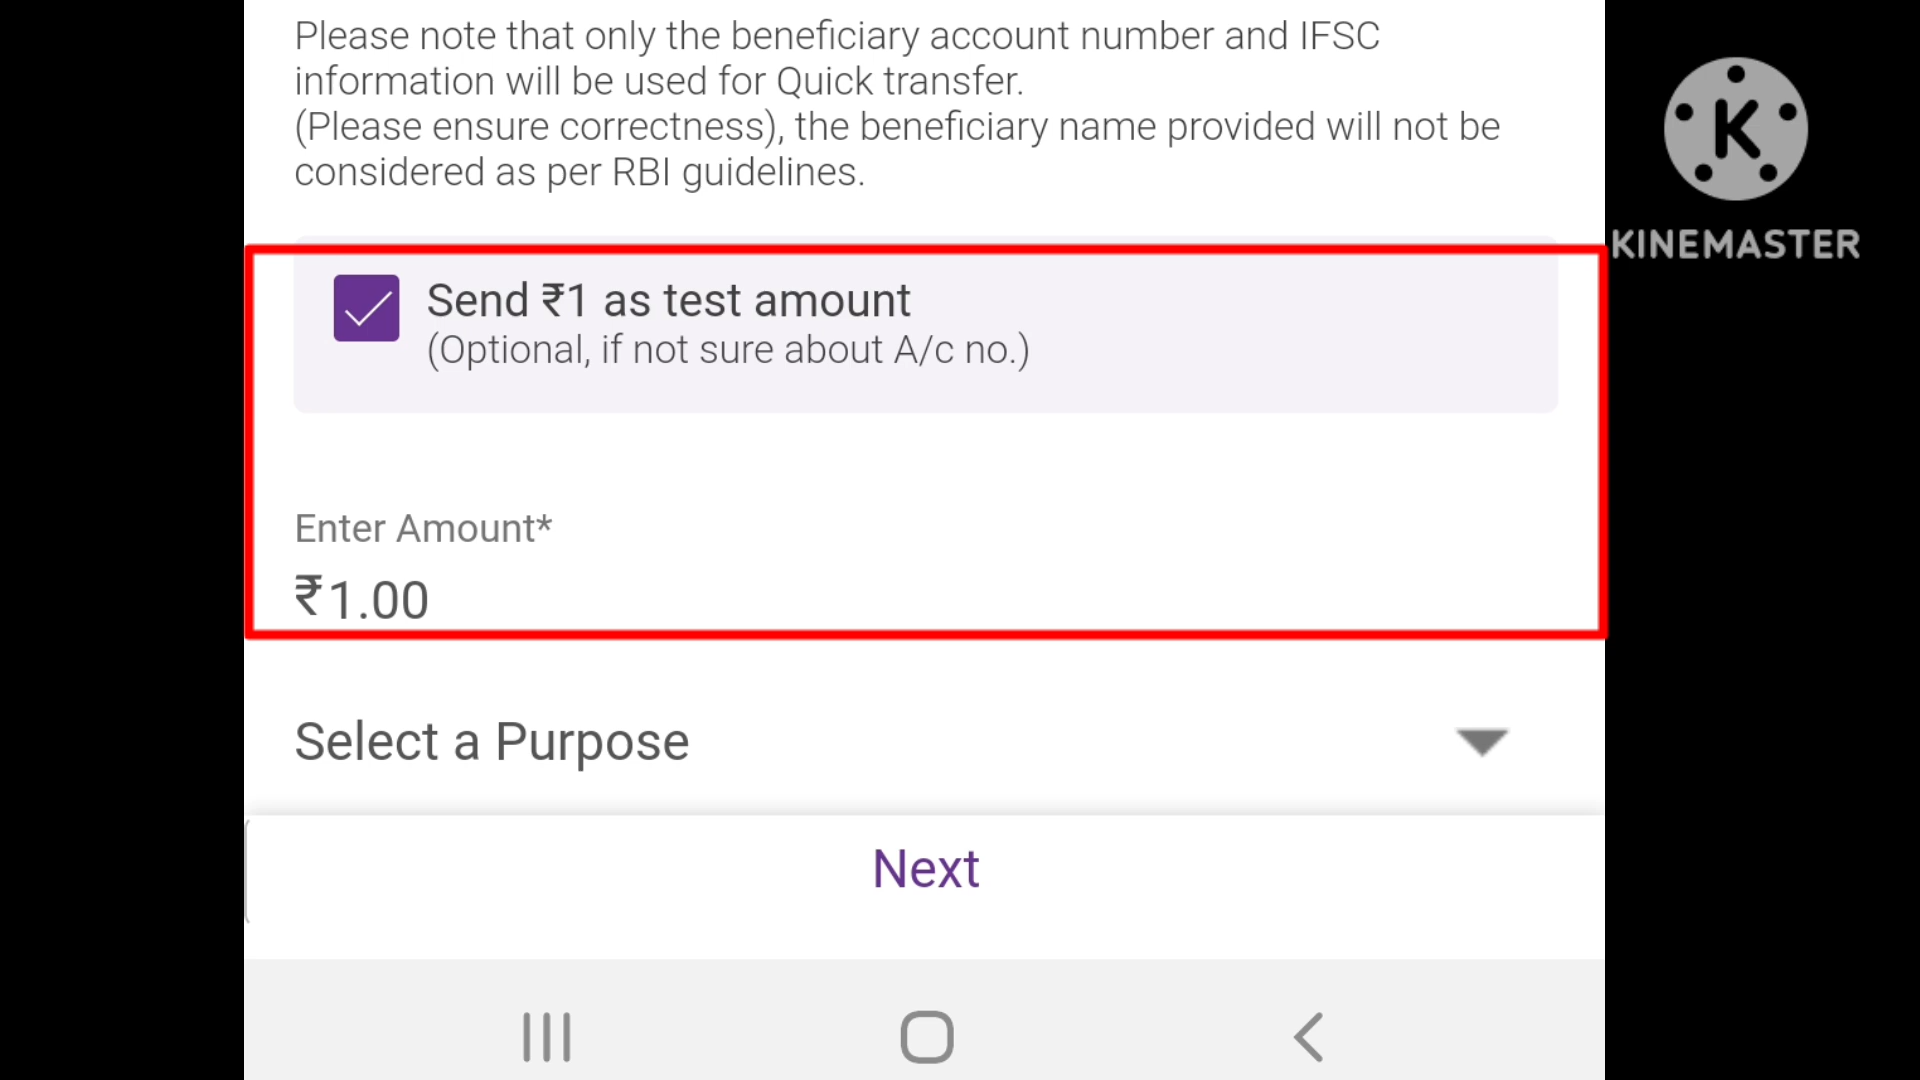 Please note that only the beneficiary account number and IFSC
information will be used for Quick transfer.
(Please ensure correctness), the beneficiary name provided will not be
considered as per RBI guidelines.
K
KINEMASTER
Send ₹1 as test amount
(Optional, if not sure about A/c no.)
Enter Amount*
₹1.00
Select a Purpose
Next